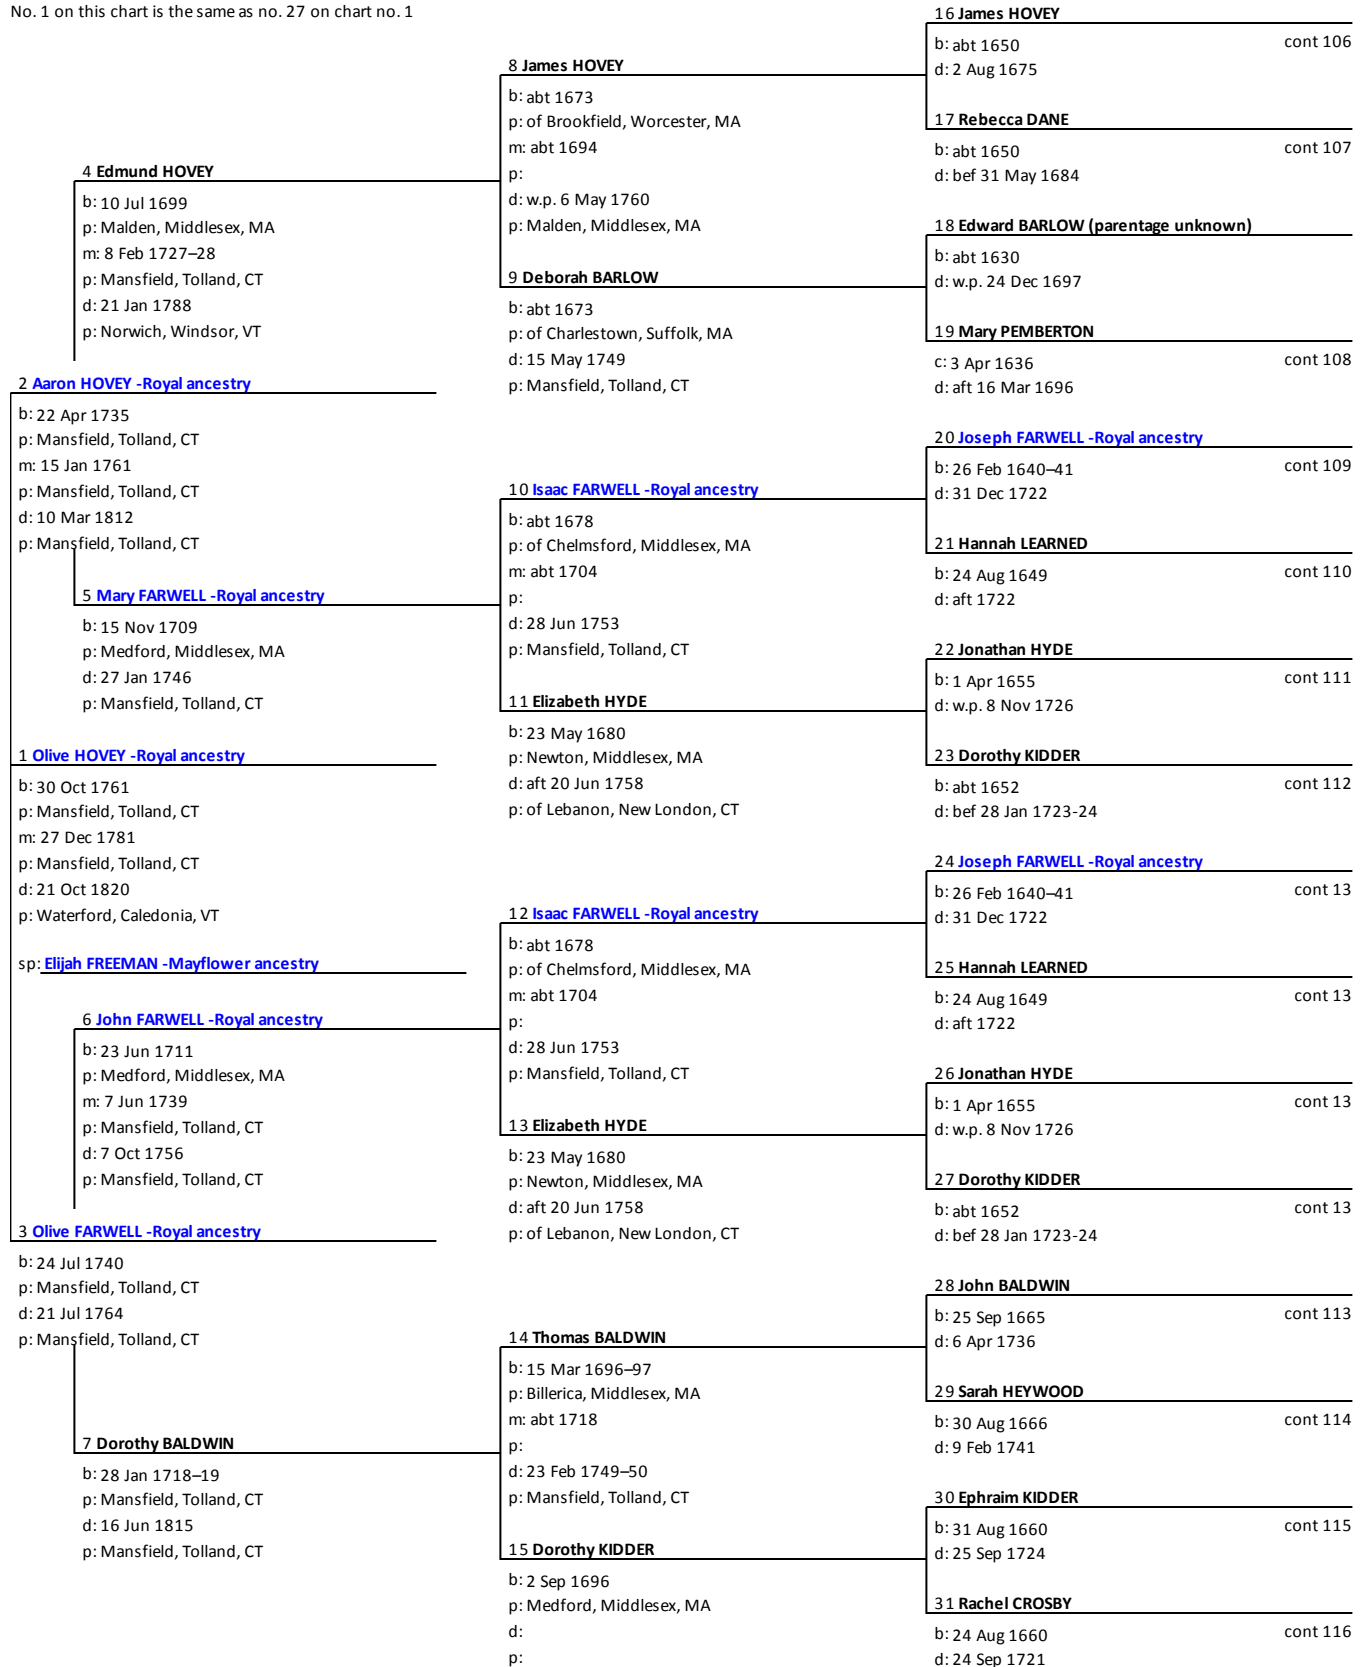 No. 1 on this chart is the same as no. 27 on chart no. 1
16 James HOVEY
b: abt 1650 cont 106
d: 2 Aug 1675
8 James HOVEY
b: abt 1673
p: of Brookfield, Worcester, MA
m: abt 1694
p:
d: w.p. 6 May 1760
p: Malden, Middlesex, MA
17 Rebecca DANE
b: abt 1650 cont 107
d: bef 31 May 1684
4 Edmund HOVEY
b: 10 Jul 1699
p: Malden, Middlesex, MA
m: 8 Feb 1727–28
p: Mansfield, Tolland, CT
d: 21 Jan 1788
p: Norwich, Windsor, VT
18 Edward BARLOW (parentage unknown)
b: abt 1630
d: w.p. 24 Dec 1697
9 Deborah BARLOW
b: abt 1673
p: of Charlestown, Suffolk, MA
d: 15 May 1749
p: Mansfield, Tolland, CT
19 Mary PEMBERTON
c: 3 Apr 1636 cont 108
d: aft 16 Mar 1696
2 Aaron HOVEY -Royal ancestry
b: 22 Apr 1735
p: Mansfield, Tolland, CT
m: 15 Jan 1761
p: Mansfield, Tolland, CT
d: 10 Mar 1812
p: Mansfield, Tolland, CT
20 Joseph FARWELL -Royal ancestry
b: 26 Feb 1640–41 cont 109
d: 31 Dec 1722
10 Isaac FARWELL -Royal ancestry
b: abt 1678
p: of Chelmsford, Middlesex, MA
m: abt 1704
p:
d: 28 Jun 1753
p: Mansfield, Tolland, CT
21 Hannah LEARNED
b: 24 Aug 1649 cont 110
d: aft 1722
5 Mary FARWELL -Royal ancestry
b: 15 Nov 1709
p: Medford, Middlesex, MA
d: 27 Jan 1746
p: Mansfield, Tolland, CT
22 Jonathan HYDE
b: 1 Apr 1655 cont 111
d: w.p. 8 Nov 1726
11 Elizabeth HYDE
b: 23 May 1680
p: Newton, Middlesex, MA
d: aft 20 Jun 1758
p: of Lebanon, New London, CT
23 Dorothy KIDDER
b: abt 1652 cont 112
d: bef 28 Jan 1723-24
1 Olive HOVEY -Royal ancestry
b: 30 Oct 1761
p: Mansfield, Tolland, CT
m: 27 Dec 1781
p: Mansfield, Tolland, CT
d: 21 Oct 1820
p: Waterford, Caledonia, VT
sp: Elijah FREEMAN -Mayflower ancestry
24 Joseph FARWELL -Royal ancestry
b: 26 Feb 1640–41 cont 13
d: 31 Dec 1722
12 Isaac FARWELL -Royal ancestry
b: abt 1678
p: of Chelmsford, Middlesex, MA
m: abt 1704
p:
d: 28 Jun 1753
p: Mansfield, Tolland, CT
25 Hannah LEARNED
b: 24 Aug 1649 cont 13
d: aft 1722
6 John FARWELL -Royal ancestry
b: 23 Jun 1711
p: Medford, Middlesex, MA
m: 7 Jun 1739
p: Mansfield, Tolland, CT
d: 7 Oct 1756
p: Mansfield, Tolland, CT
26 Jonathan HYDE
b: 1 Apr 1655 cont 13
d: w.p. 8 Nov 1726
13 Elizabeth HYDE
b: 23 May 1680
p: Newton, Middlesex, MA
d: aft 20 Jun 1758
p: of Lebanon, New London, CT
27 Dorothy KIDDER
b: abt 1652 cont 13
d: bef 28 Jan 1723-24
3 Olive FARWELL -Royal ancestry
b: 24 Jul 1740
p: Mansfield, Tolland, CT
d: 21 Jul 1764
p: Mansfield, Tolland, CT
28 John BALDWIN
b: 25 Sep 1665 cont 113
d: 6 Apr 1736
14 Thomas BALDWIN
b: 15 Mar 1696–97
p: Billerica, Middlesex, MA
m: abt 1718
p:
d: 23 Feb 1749–50
p: Mansfield, Tolland, CT
29 Sarah HEYWOOD
b: 30 Aug 1666 cont 114
d: 9 Feb 1741
7 Dorothy BALDWIN
b: 28 Jan 1718–19
p: Mansfield, Tolland, CT
d: 16 Jun 1815
p: Mansfield, Tolland, CT
30 Ephraim KIDDER
b: 31 Aug 1660 cont 115
d: 25 Sep 1724
15 Dorothy KIDDER
b: 2 Sep 1696
p: Medford, Middlesex, MA
d:
p:
31 Rachel CROSBY
b: 24 Aug 1660 cont 116
d: 24 Sep 1721